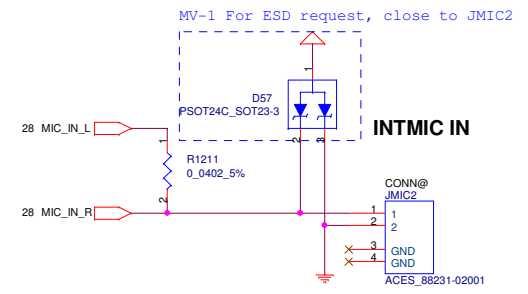 MV-1 For ESD request, close to JMIC2
1
D57
PSOT24C_SOT23-3
2
3
INTMIC IN
28 MIC_IN_L
1
R1211
0_0402_5%
2
28 MIC_IN_R
CONN@
JMIC2
1 1
2 2
3 GND
4 GND
ACES_88231-02001